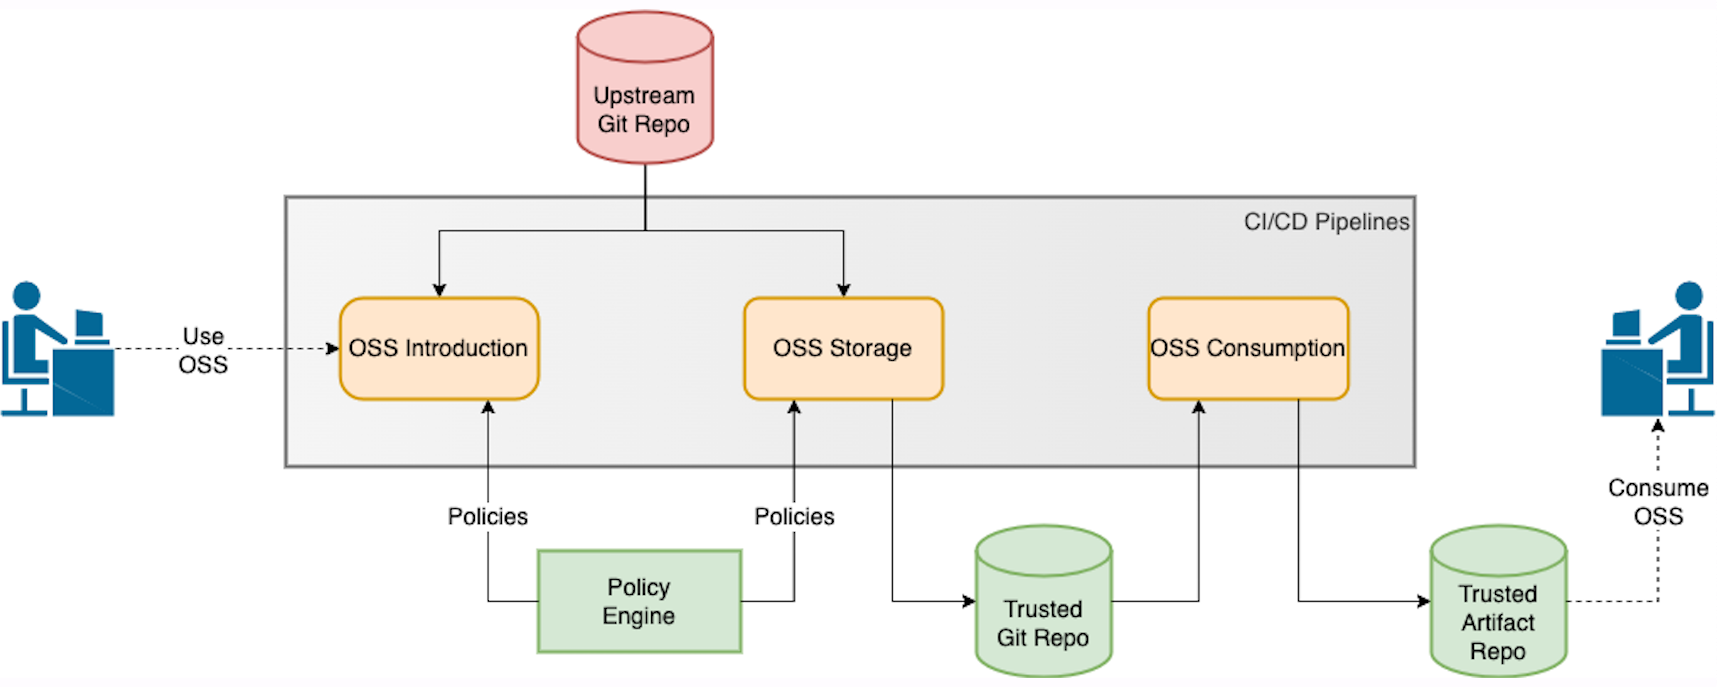 Upstream
Git Repo
CI/CD Pipelines
Use
OSS
OSS Introduction
OSS Storage
OSS Consumption
Policies
Policies
Consume
OSS
Policy
Engine
Trusted
Git Repo
Trusted
Artifact
Repo